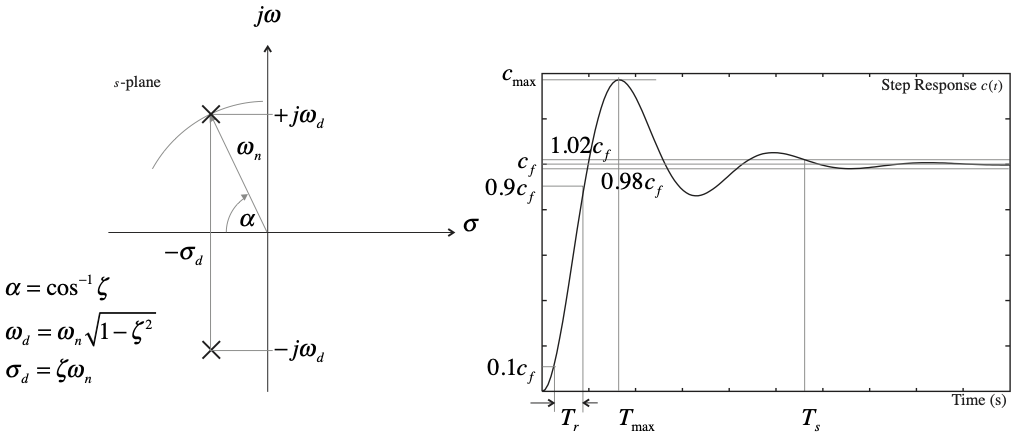 jω
s-plane
+jω_d
ω_n
α
σ
−σ_d
α = cos⁻¹ ζ
ω_d = ω_n √(1 − ζ²)
σ_d = ζω_n
−jω_d
c_max
Step Response c(t)
1.02c_f
c_f
0.9c_f
0.98c_f
0.1c_f
Time (s)
T_r
T_max
T_s